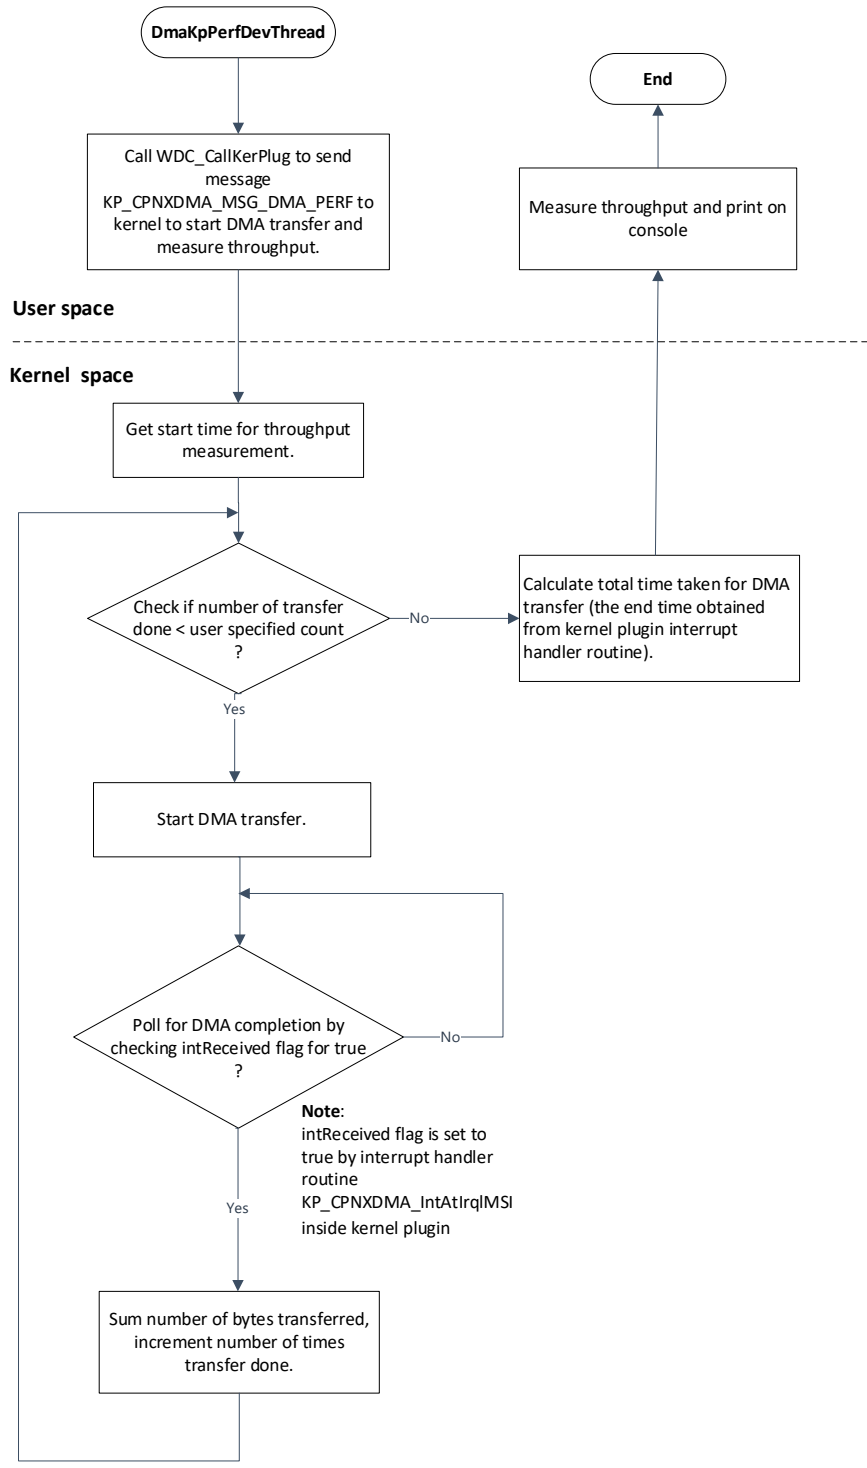 DmaKpPerfDevThread
Call WDC_CallKerPlug to send
message
KP_CPNXDMA_MSG_DMA_PERF to
kernel to start DMA transfer and
measure throughput.
End
Measure throughput and print on
console
User space
Kernel  space
Get start time for throughput
measurement.
Check if number of transfer
done < user specified count
?
No
Calculate total time taken for DMA
transfer (the end time obtained
from kernel plugin interrupt
handler routine).
Yes
Start DMA transfer.
Poll for DMA completion by
checking intReceived flag for true
?
No
Note:
intReceived flag is set to
true by interrupt handler
routine
KP_CPNXDMA_IntAtIrqlMSI
inside kernel plugin
Yes
Sum number of bytes transferred,
increment number of times
transfer done.